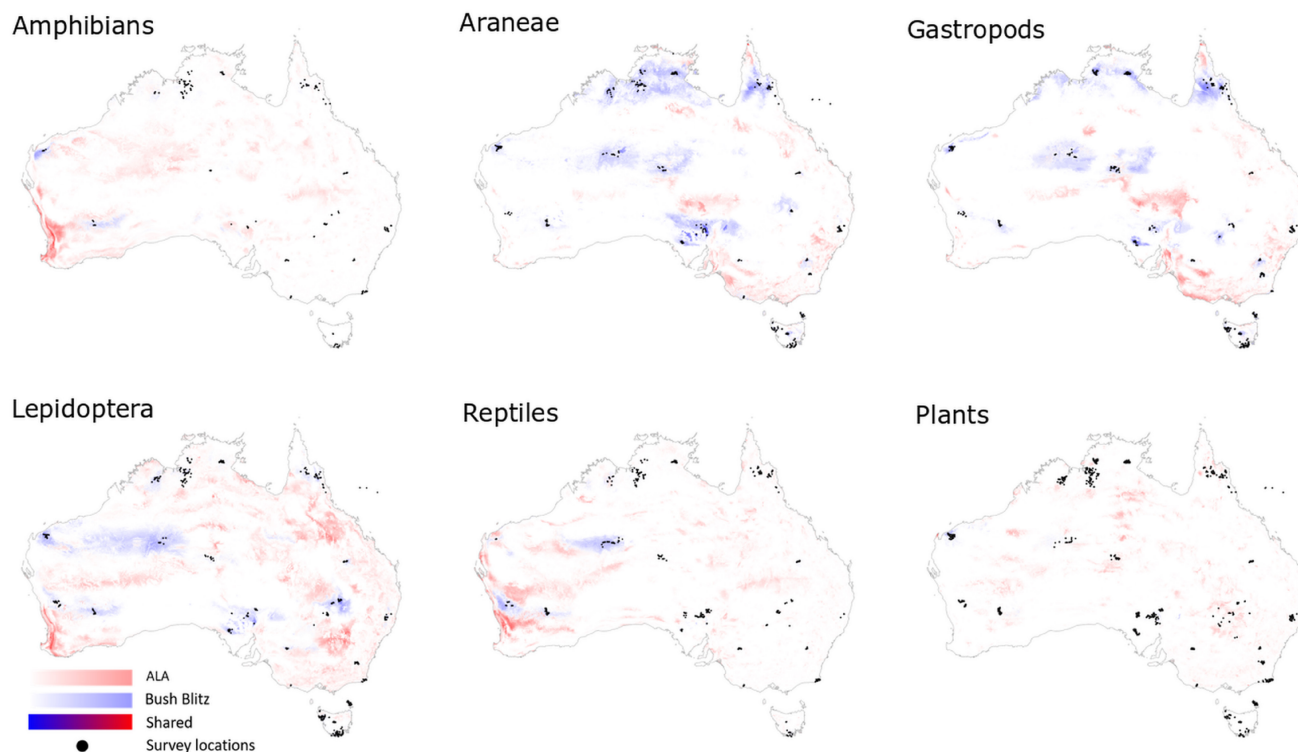 Amphibians
Araneae
Gastropods
Lepidoptera
Reptiles
Plants
ALA
Bush Blitz
Shared
Survey locations